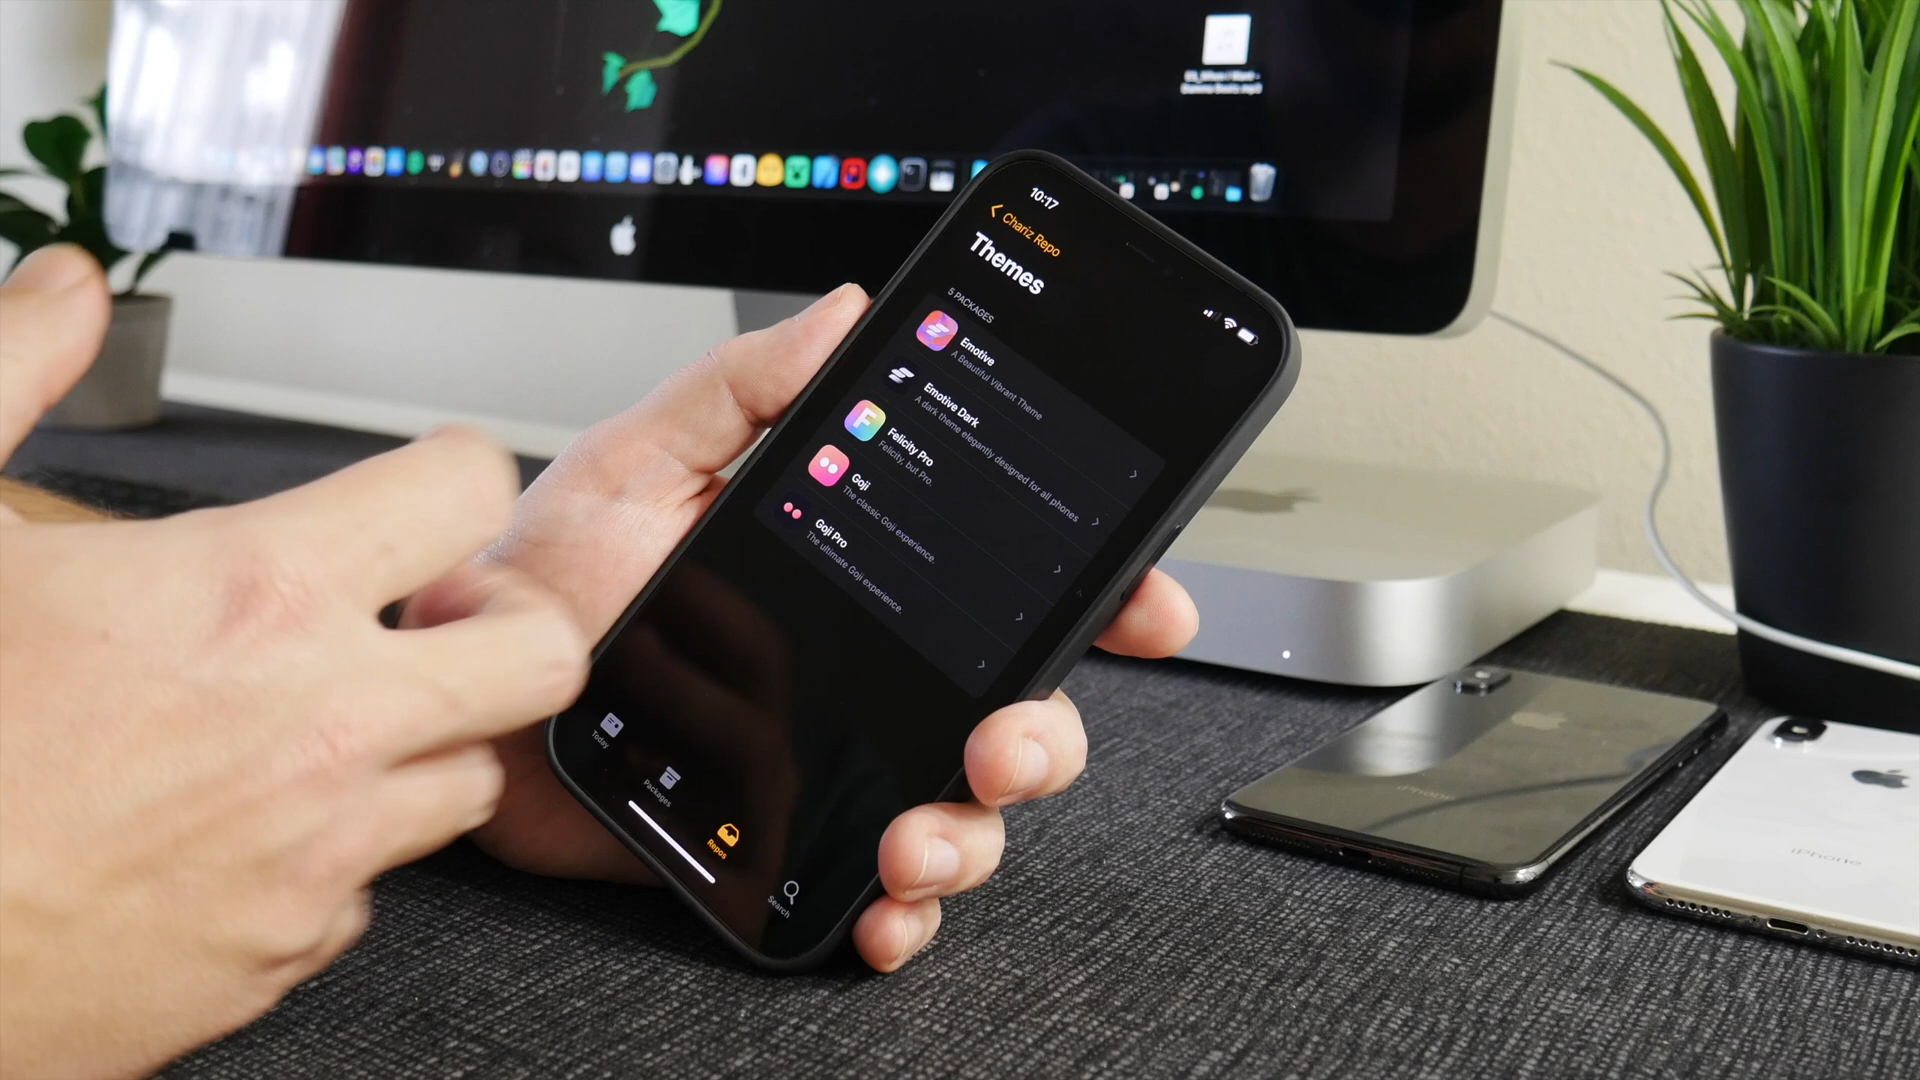 10:17
Chariz Repo
Themes
5 PACKAGES
Emotive
A Beautiful Vibrant Theme
Emotive Dark
A dark theme elegantly designed for all phones
F
Felicity Pro
Felicity, but Pro.
Goji
The classic Goji experience.
Goji Pro
The ultimate Goji experience.
Today
Packages
Repos
Search
iPhone
iPhone